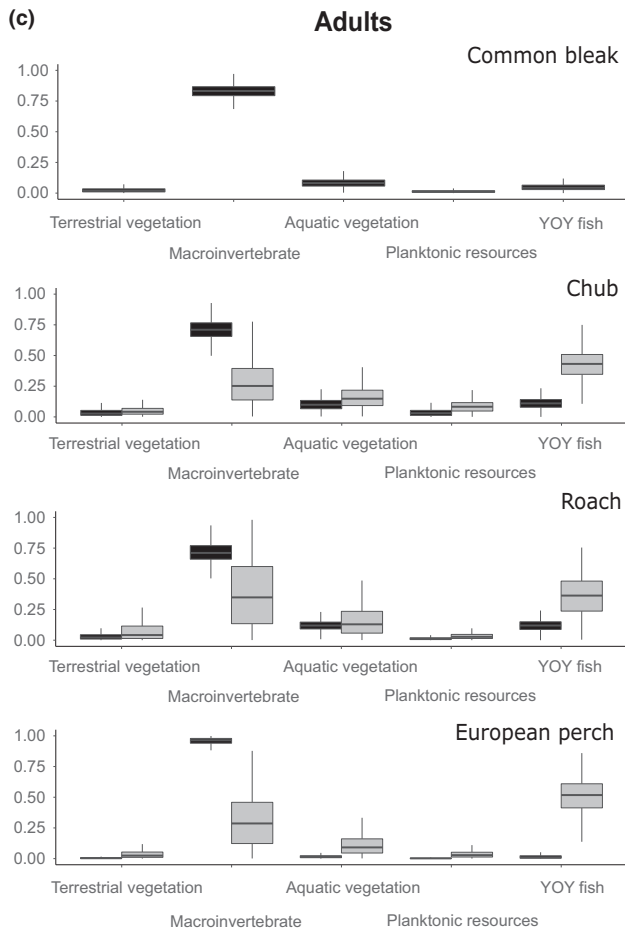 (c)
Adults
Common bleak
1.00
0.75
0.50
0.25
0.00
Terrestrial vegetation
Aquatic vegetation
YOY fish
Macroinvertebrate
Planktonic resources
Chub
1.00
0.75
0.50
0.25
0.00
Terrestrial vegetation
Aquatic vegetation
YOY fish
Macroinvertebrate
Planktonic resources
Roach
1.00
0.75
0.50
0.25
0.00
Terrestrial vegetation
Aquatic vegetation
YOY fish
Macroinvertebrate
Planktonic resources
European perch
1.00
0.75
0.50
0.25
0.00
Terrestrial vegetation
Aquatic vegetation
YOY fish
Macroinvertebrate
Planktonic resources